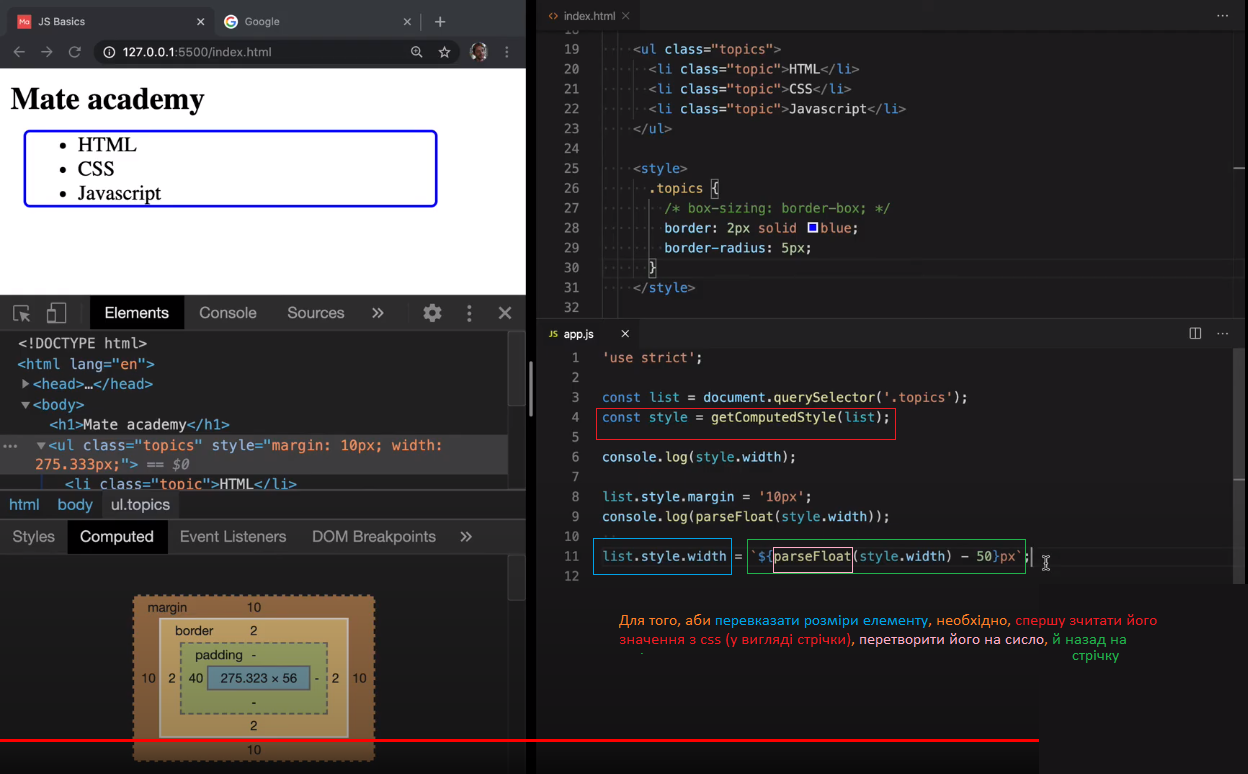 JS Basics
Google
127.0.0.1:5500/index.html
Mate academy
• HTML
• CSS
• Javascript
Elements Console Sources »
<!DOCTYPE html>
<html lang="en">
<head>…</head>
<body>
<h1>Mate academy</h1>
<ul class="topics" style="margin: 10px; width:
275.333px;"> == $0
<li class="topic">HTML</li>
html body ul.topics
Styles Computed Event Listeners DOM Breakpoints »
margin 10
border 2
padding -
10 2 40 275.323 × 56 - 2 10
-
2
10
index.html
18
19 <ul class="topics">
20 <li class="topic">HTML</li>
21 <li class="topic">CSS</li>
22 <li class="topic">Javascript</li>
23 </ul>
24
25 <style>
26 .topics {
27 /* box-sizing: border-box; */
28 border: 2px solid blue;
29 border-radius: 5px;
30 }
31 </style>
32
JS app.js
1 'use strict';
2
3 const list = document.querySelector('.topics');
4 const style = getComputedStyle(list);
5
6 console.log(style.width);
7
8 list.style.margin = '10px';
9 console.log(parseFloat(style.width));
10
11 list.style.width = `${parseFloat(style.width) - 50}px`;
12
Для того, аби перевказати розміри елементу, необхідно, спершу зчитати його
значення з css (у вигляді стрічки), перетворити його на сисло, й назад на
стрічку